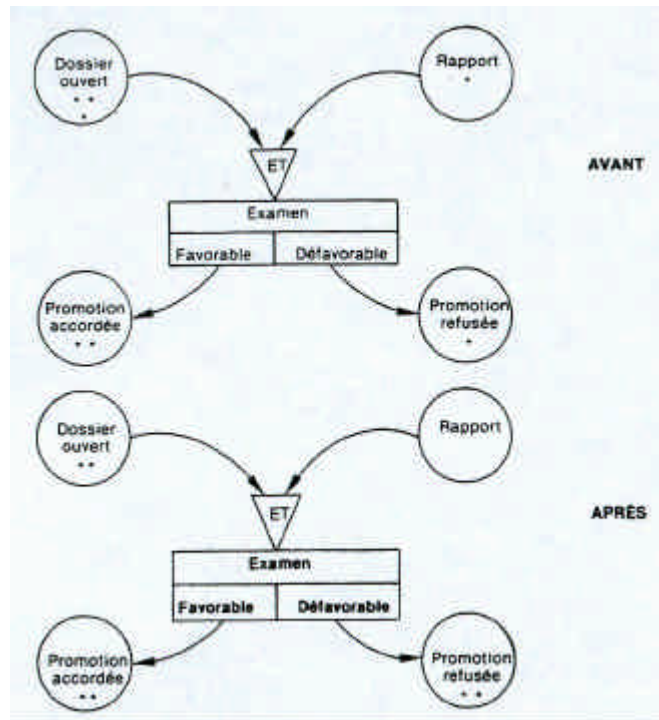 Dossier
ouvert
Rapport
ET
AVANT
Examen
Favorable
Défavorable
Promotion
accordée
Promotion
refusée
Dossier
ouvert
Rapport
ET
APRÈS
Examen
Favorable
Défavorable
Promotion
accordée
Promotion
refusée